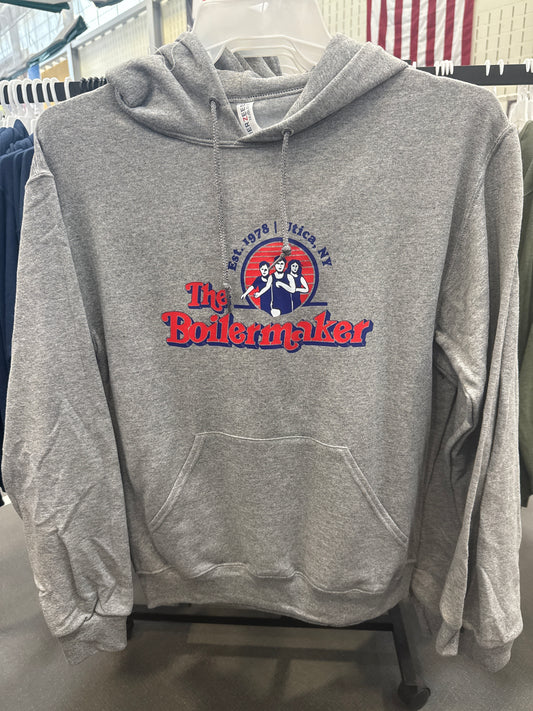 Est. 1978 | Utica, NY
The
Boilermaker